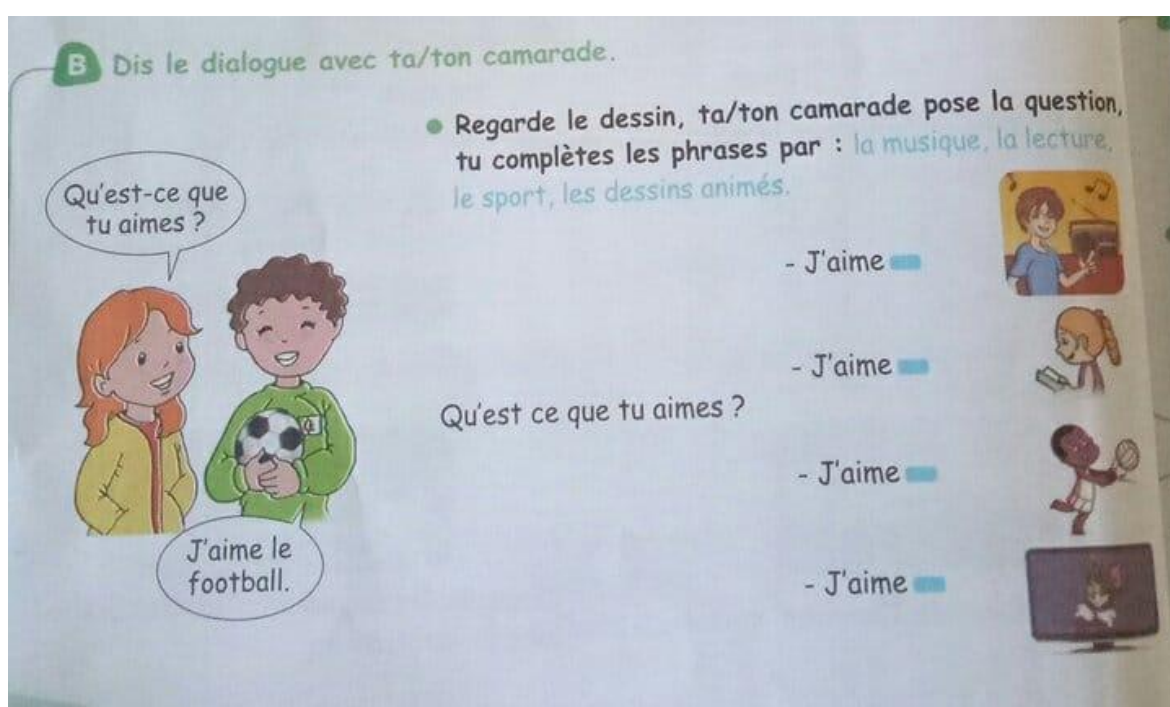 B Dis le dialogue avec ta/ton camarade.
Regarde le dessin, ta/ton camarade pose la question,
tu complètes les phrases par : la musique, la lecture,
le sport, les dessins animés.
Qu'est-ce que
tu aimes ?
J'aime le
football.
Qu'est ce que tu aimes ?
- J'aime
- J'aime
- J'aime
- J'aime